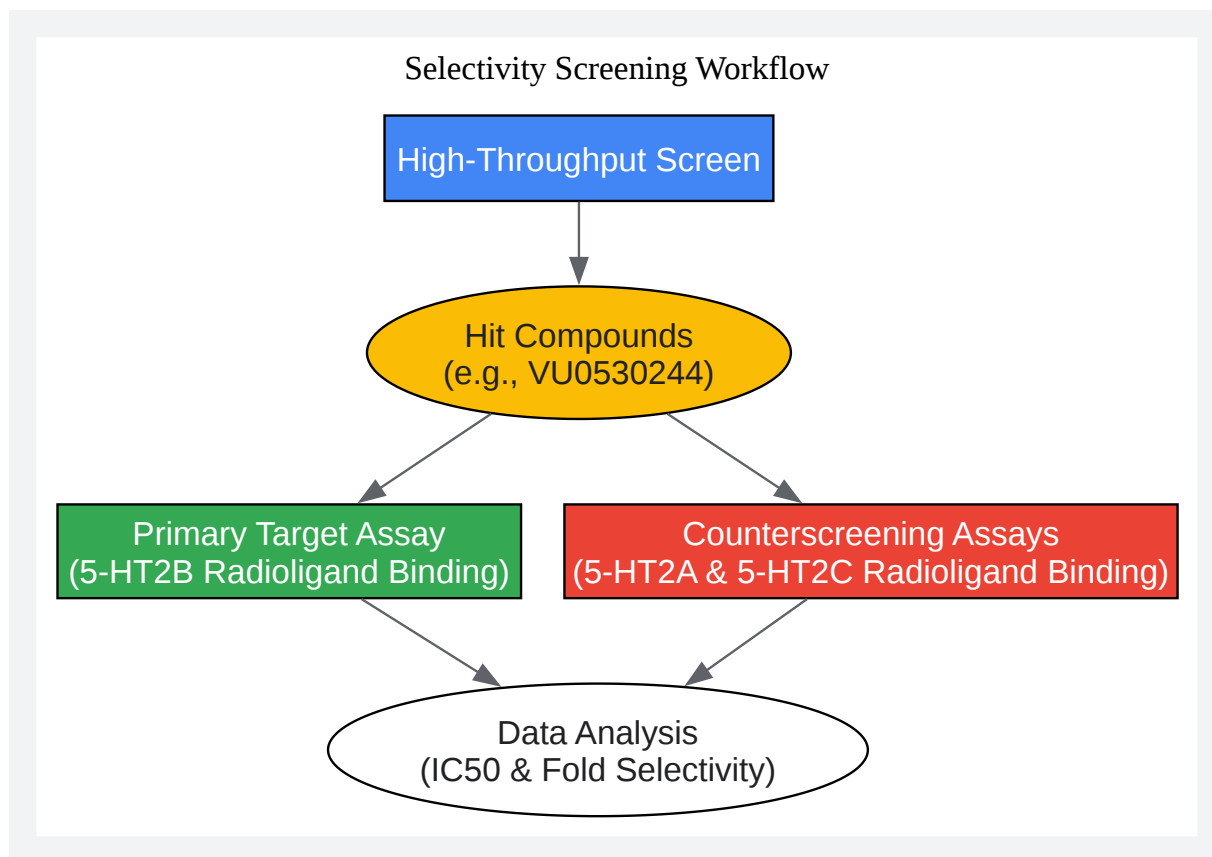 Selectivity Screening Workflow
High-Throughput Screen
Hit Compounds
(e.g., VU0530244)
Primary Target Assay
(5-HT2B Radioligand Binding)
Counterscreening Assays
(5-HT2A & 5-HT2C Radioligand Binding)
Data Analysis
(IC50 & Fold Selectivity)